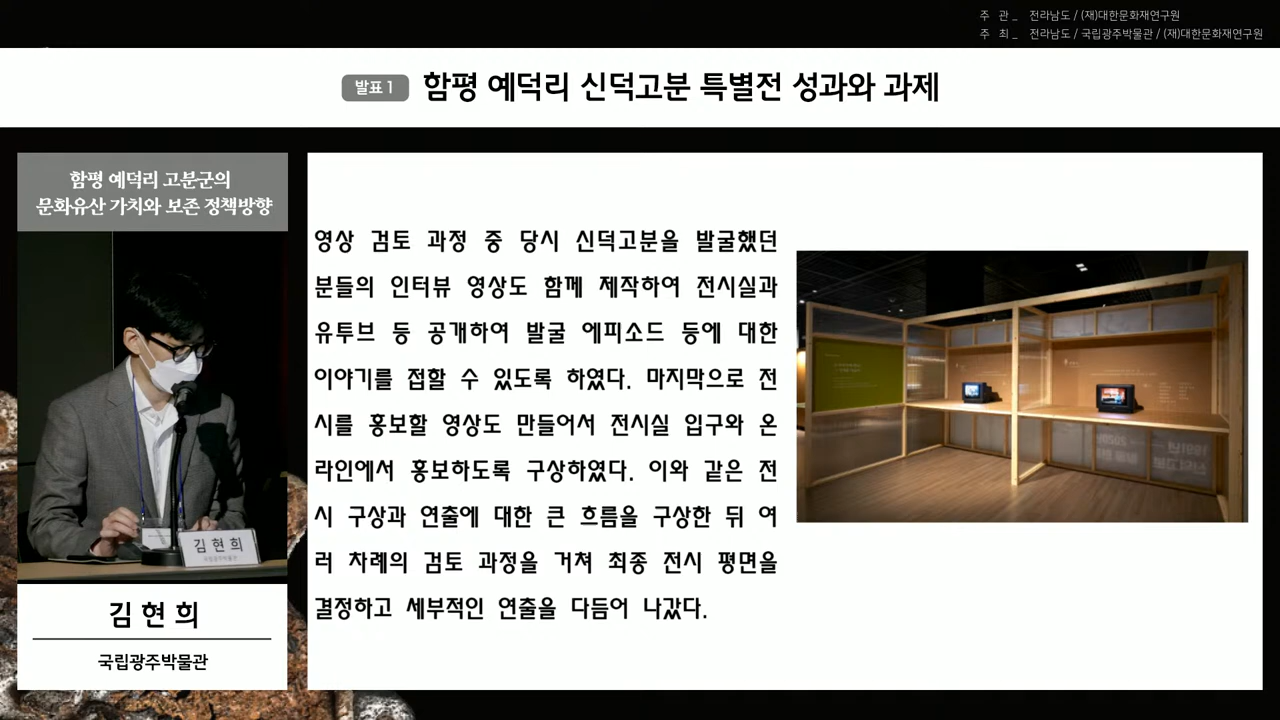 주 관 _ 전라남도 / (재)대한문화재연구원
주 최 _ 전라남도 / 국립광주박물관 / (재)대한문화재연구원
발표 1 함평 예덕리 신덕고분 특별전 성과와 과제
함평 예덕리 고분군의
문화유산 가치와 보존 정책방향
영상 검토 과정 중 당시 신덕고분을 발굴했던
분들의 인터뷰 영상도 함께 제작하여 전시실과
유투브 등 공개하여 발굴 에피소드 등에 대한
이야기를 접할 수 있도록 하였다. 마지막으로 전
시를 홍보할 영상도 만들어서 전시실 입구와 온
라인에서 홍보하도록 구상하였다. 이와 같은 전
시 구상과 연출에 대한 큰 흐름을 구상한 뒤 여
러 차례의 검토 과정을 거쳐 최종 전시 평면을
결정하고 세부적인 연출을 다듬어 나갔다.
김현희
국립광주박물관
김 현 희
국립광주박물관